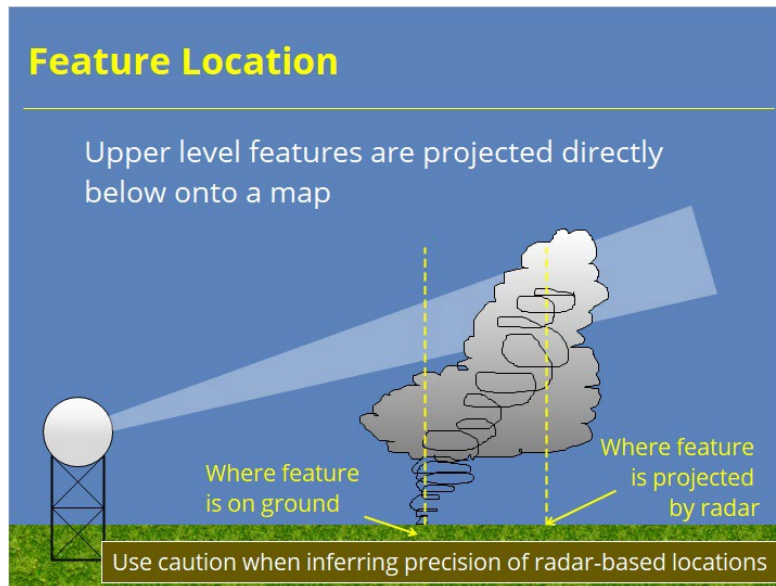 Feature Location
Upper level features are projected directly
below onto a map
Where feature
is on ground
Where feature
is projected
by radar
Use caution when inferring precision of radar-based locations